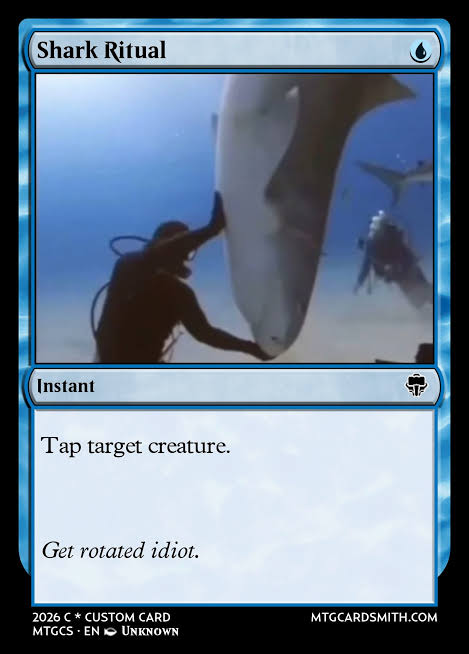 Shark Ritual
Instant
Tap target creature.
Get rotated idiot.
2026 C * CUSTOM CARD
MTGCS · EN Unknown
MTGCARDSMITH.COM